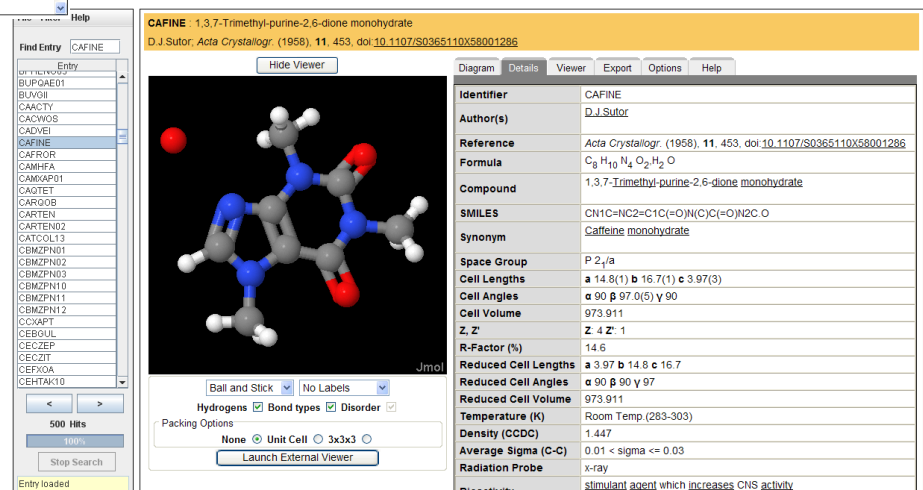 Help
Find Entry CAFINE
Entry
BUPQAE01
BUVGII
CAACTY
CACWOS
CADVEI
CAFINE
CAFROR
CAMHFA
CAMXAP01
CAQTET
CARQOB
CARTEN
CARTEN02
CATCOL13
CBMZPN01
CBMZPN02
CBMZPN03
CBMZPN10
CBMZPN11
CBMZPN12
CCXAPT
CEBGUL
CECZEP
CECZIT
CEFXOA
CEHTAK10
< >
500 Hits
100%
Stop Search
Entry loaded
CAFINE : 1,3,7-Trimethyl-purine-2,6-dione monohydrate
D.J.Sutor; Acta Crystallogr. (1958), 11, 453, doi:10.1107/S0365110X58001286
Hide Viewer
Jmol
Ball and Stick No Labels
Hydrogens Bond types Disorder
Packing Options
None Unit Cell 3x3x3
Launch External Viewer
Diagram Details Viewer Export Options Help
Identifier CAFINE
Author(s) D.J.Sutor
Reference Acta Crystallogr. (1958), 11, 453, doi:10.1107/S0365110X58001286
Formula C8 H10 N4 O2,H2 O
Compound 1,3,7-Trimethyl-purine-2,6-dione monohydrate
SMILES CN1C=NC2=C1C(=O)N(C)C(=O)N2C.O
Synonym Caffeine monohydrate
Space Group P 21/a
Cell Lengths a 14.8(1) b 16.7(1) c 3.97(3)
Cell Angles α 90 β 97.0(5) γ 90
Cell Volume 973.911
Z, Z' Z: 4 Z': 1
R-Factor (%) 14.6
Reduced Cell Lengths a 3.97 b 14.8 c 16.7
Reduced Cell Angles α 90 β 90 γ 97
Reduced Cell Volume 973.911
Temperature (K) Room Temp.(283-303)
Density (CCDC) 1.447
Average Sigma (C-C) 0.01 < sigma <= 0.03
Radiation Probe x-ray
stimulant agent which increases CNS activity